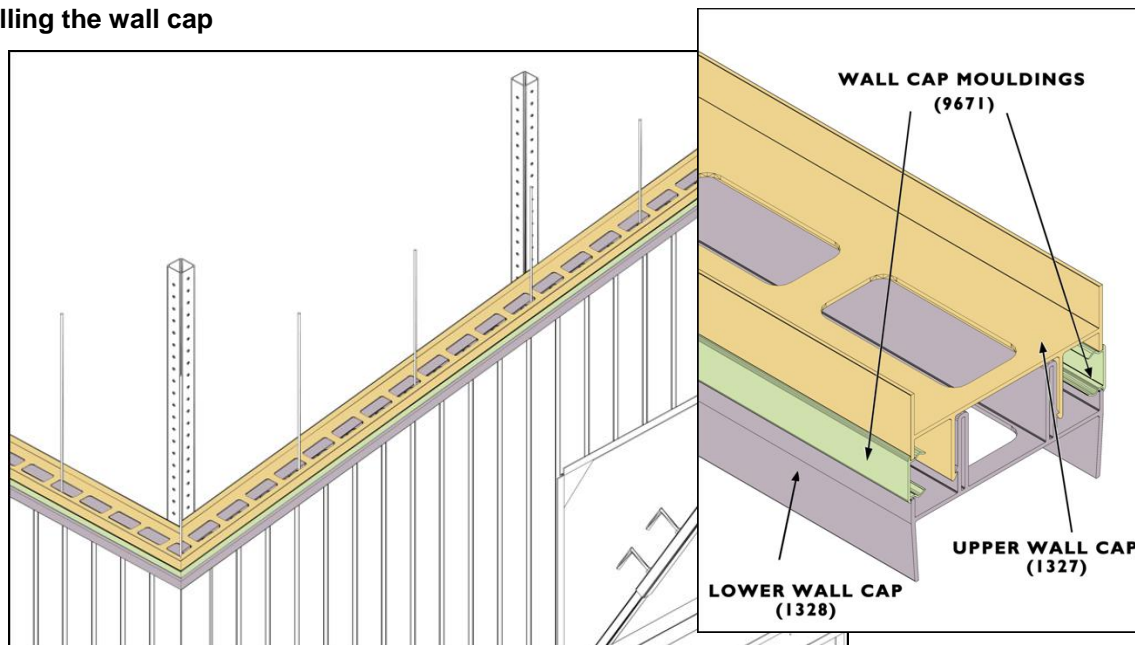 lling the wall cap
WALL CAP MOULDINGS
(9671)
UPPER WALL CAP
(1327)
LOWER WALL CAP
(1328)